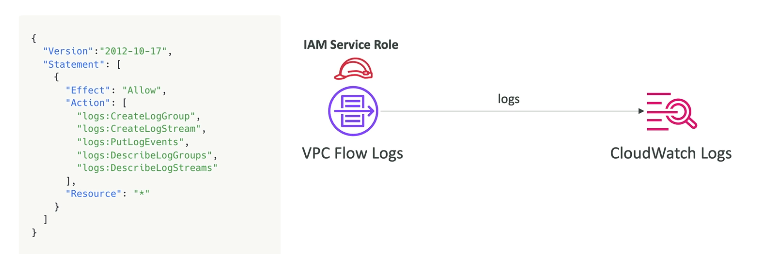 {
"Version":"2012-10-17",
"Statement": [
{
"Effect": "Allow",
"Action": [
"logs:CreateLogGroup",
"logs:CreateLogStream",
"logs:PutLogEvents",
"logs:DescribeLogGroups",
"logs:DescribeLogStreams"
],
"Resource": "*"
}
]
}
IAM Service Role
logs
VPC Flow Logs
CloudWatch Logs